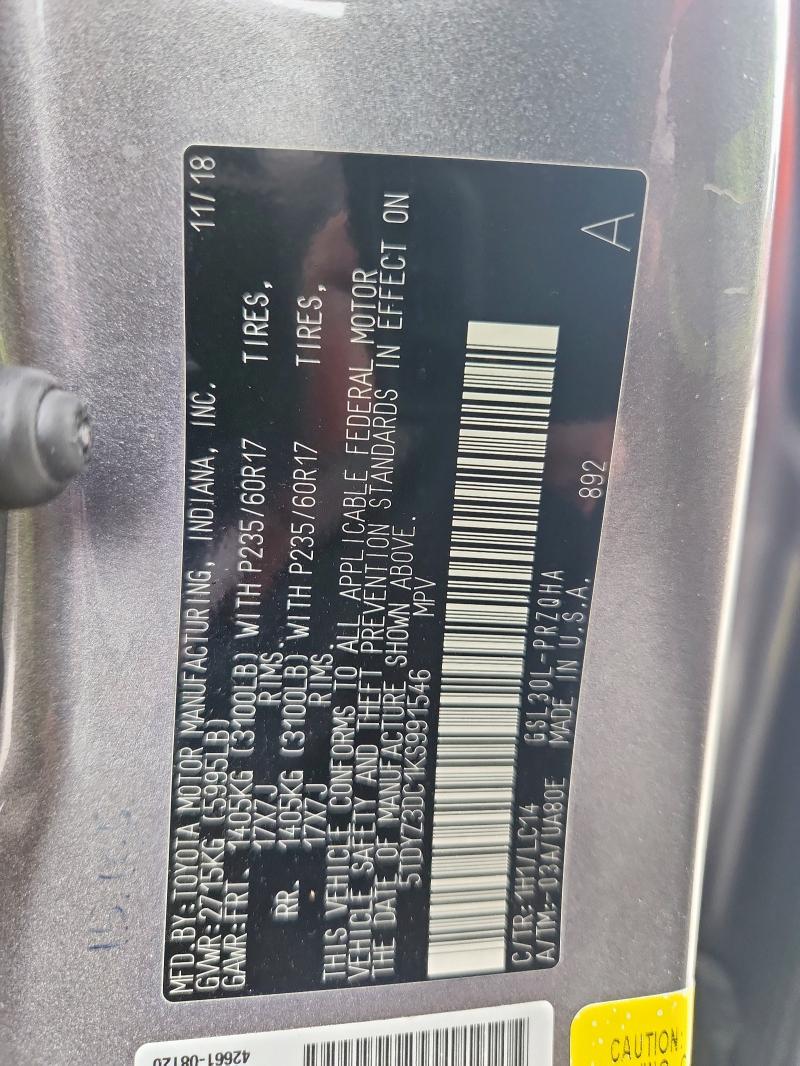 MFD.BY:TOYOTA MOTOR MANUFACTURING, INDIANA, INC. 11/18
GVWR:2715KG (5995LB)
GAWR:FRT. 1405KG (3100LB) WITH P235/60R17 TIRES,
17X7J RIMS.
RR. 1405KG (3100LB) WITH P235/60R17 TIRES,
17X7J RIMS.
THIS VEHICLE CONFORMS TO ALL APPLICABLE FEDERAL MOTOR
VEHICLE SAFETY AND THEFT PREVENTION STANDARDS IN EFFECT ON
THE DATE OF MANUFACTURE SHOWN ABOVE.
5TDYZ3DC1KS991546 MPV
C/TR:1H1/LC14 GSL30L-PRZQHA
A/TM-03A/UA80E MADE IN U.S.A. 892
A
42661-08120
CAUTION: